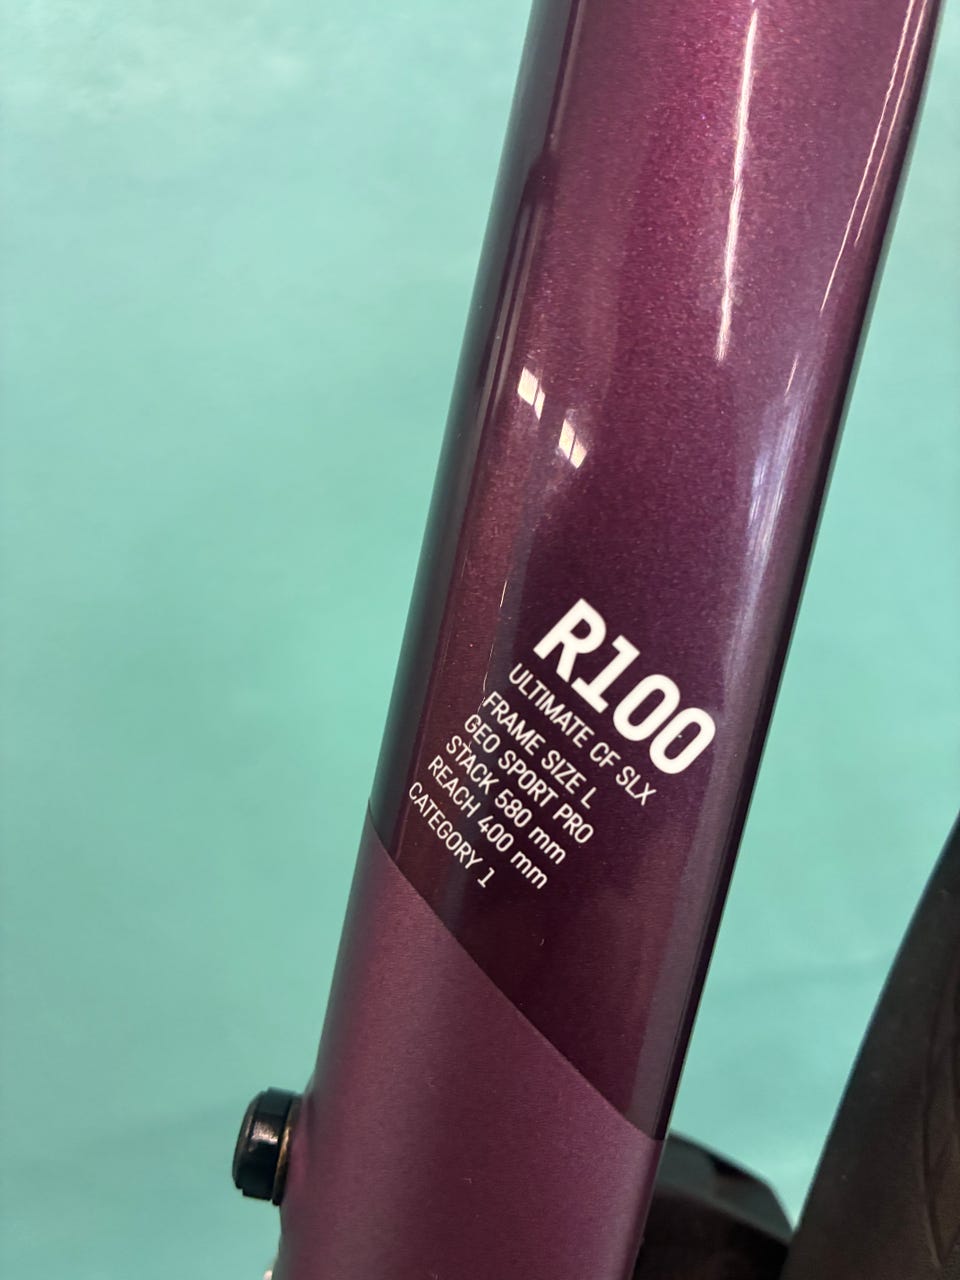 R100
ULTIMATE CF SLX
FRAME SIZE L
GEO SPORT PRO
STACK 580 mm
REACH 400 mm
CATEGORY 1